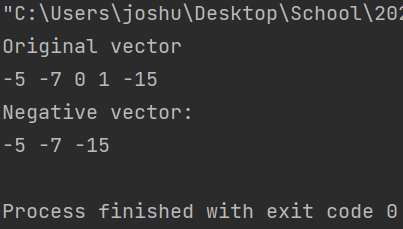 "C:\Users\joshu\Desktop\School\202
Original vector
-5 -7 0 1 -15
Negative vector:
-5 -7 -15
Process finished with exit code 0